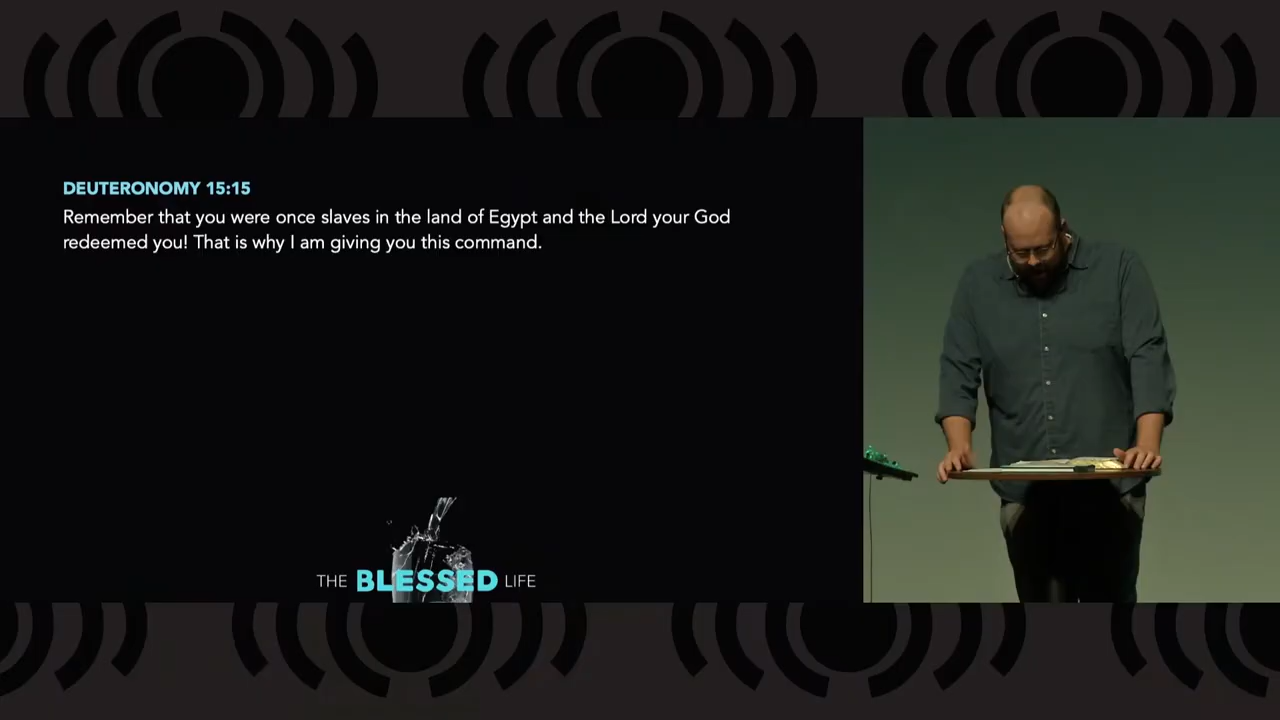 DEUTERONOMY 15:15
Remember that you were once slaves in the land of Egypt and the Lord your God
redeemed you! That is why I am giving you this command.
THE BLESSED LIFE